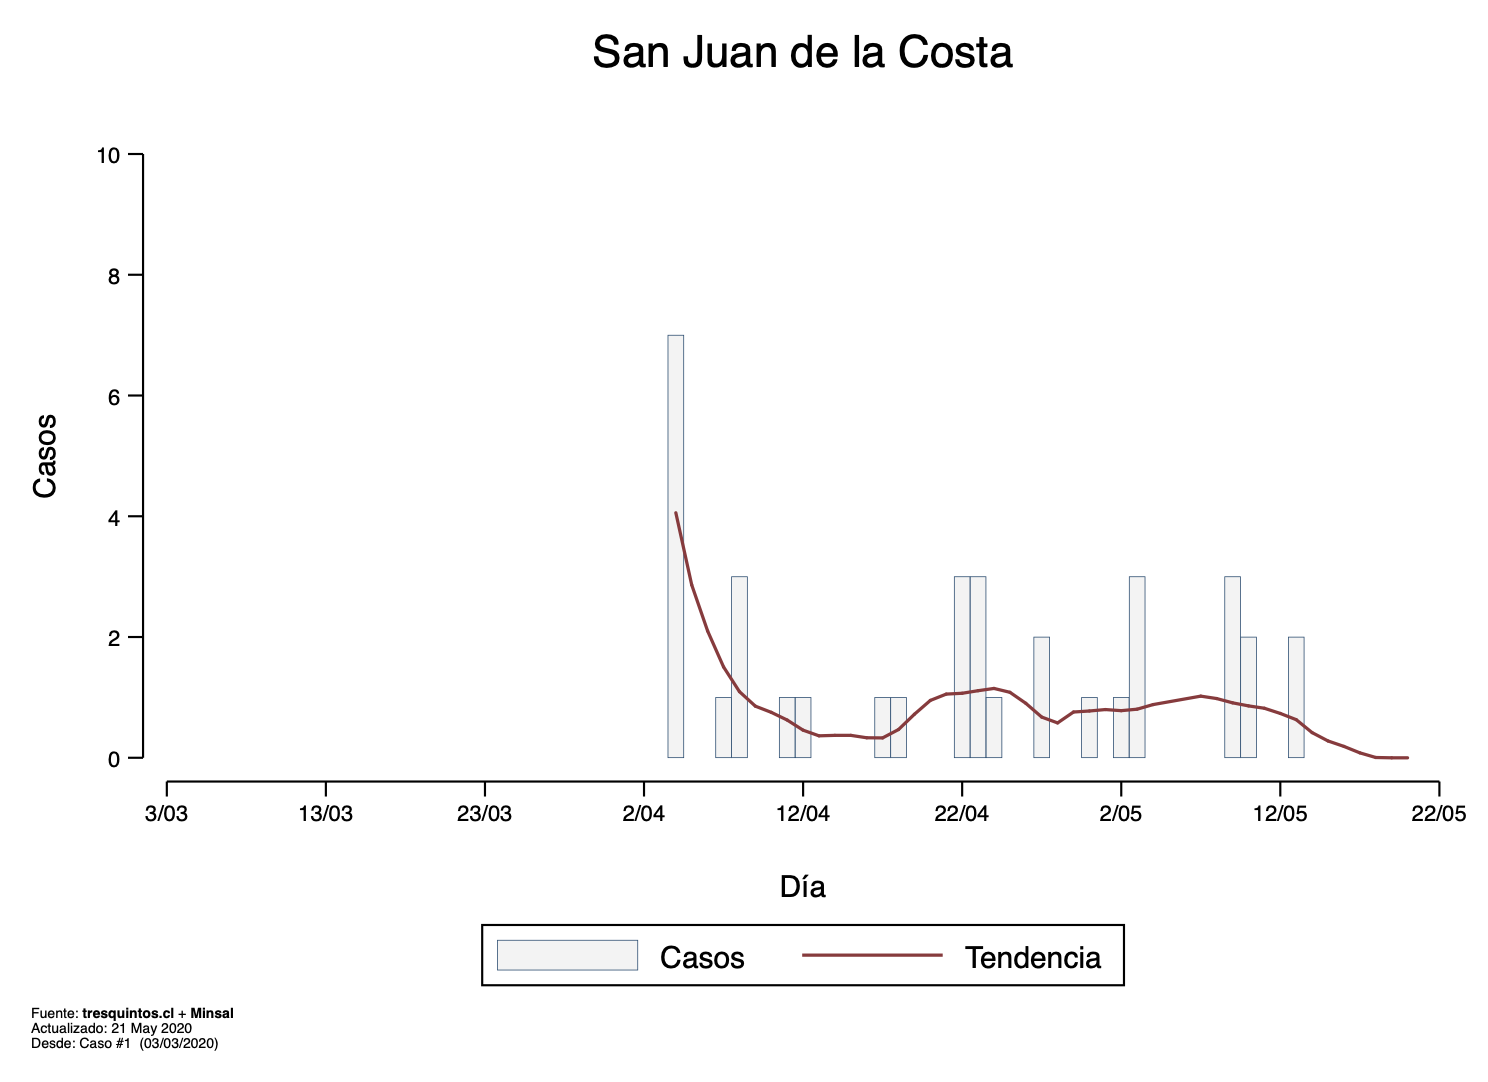 San Juan de la Costa
10
8
6
4
2
0
Casos
3/03 13/03 23/03 2/04 12/04 22/04 2/05 12/05 22/05
Día
Casos Tendencia
Fuente: tresquintos.cl + Minsal
Actualizado: 21 May 2020
Desde: Caso #1 (03/03/2020)